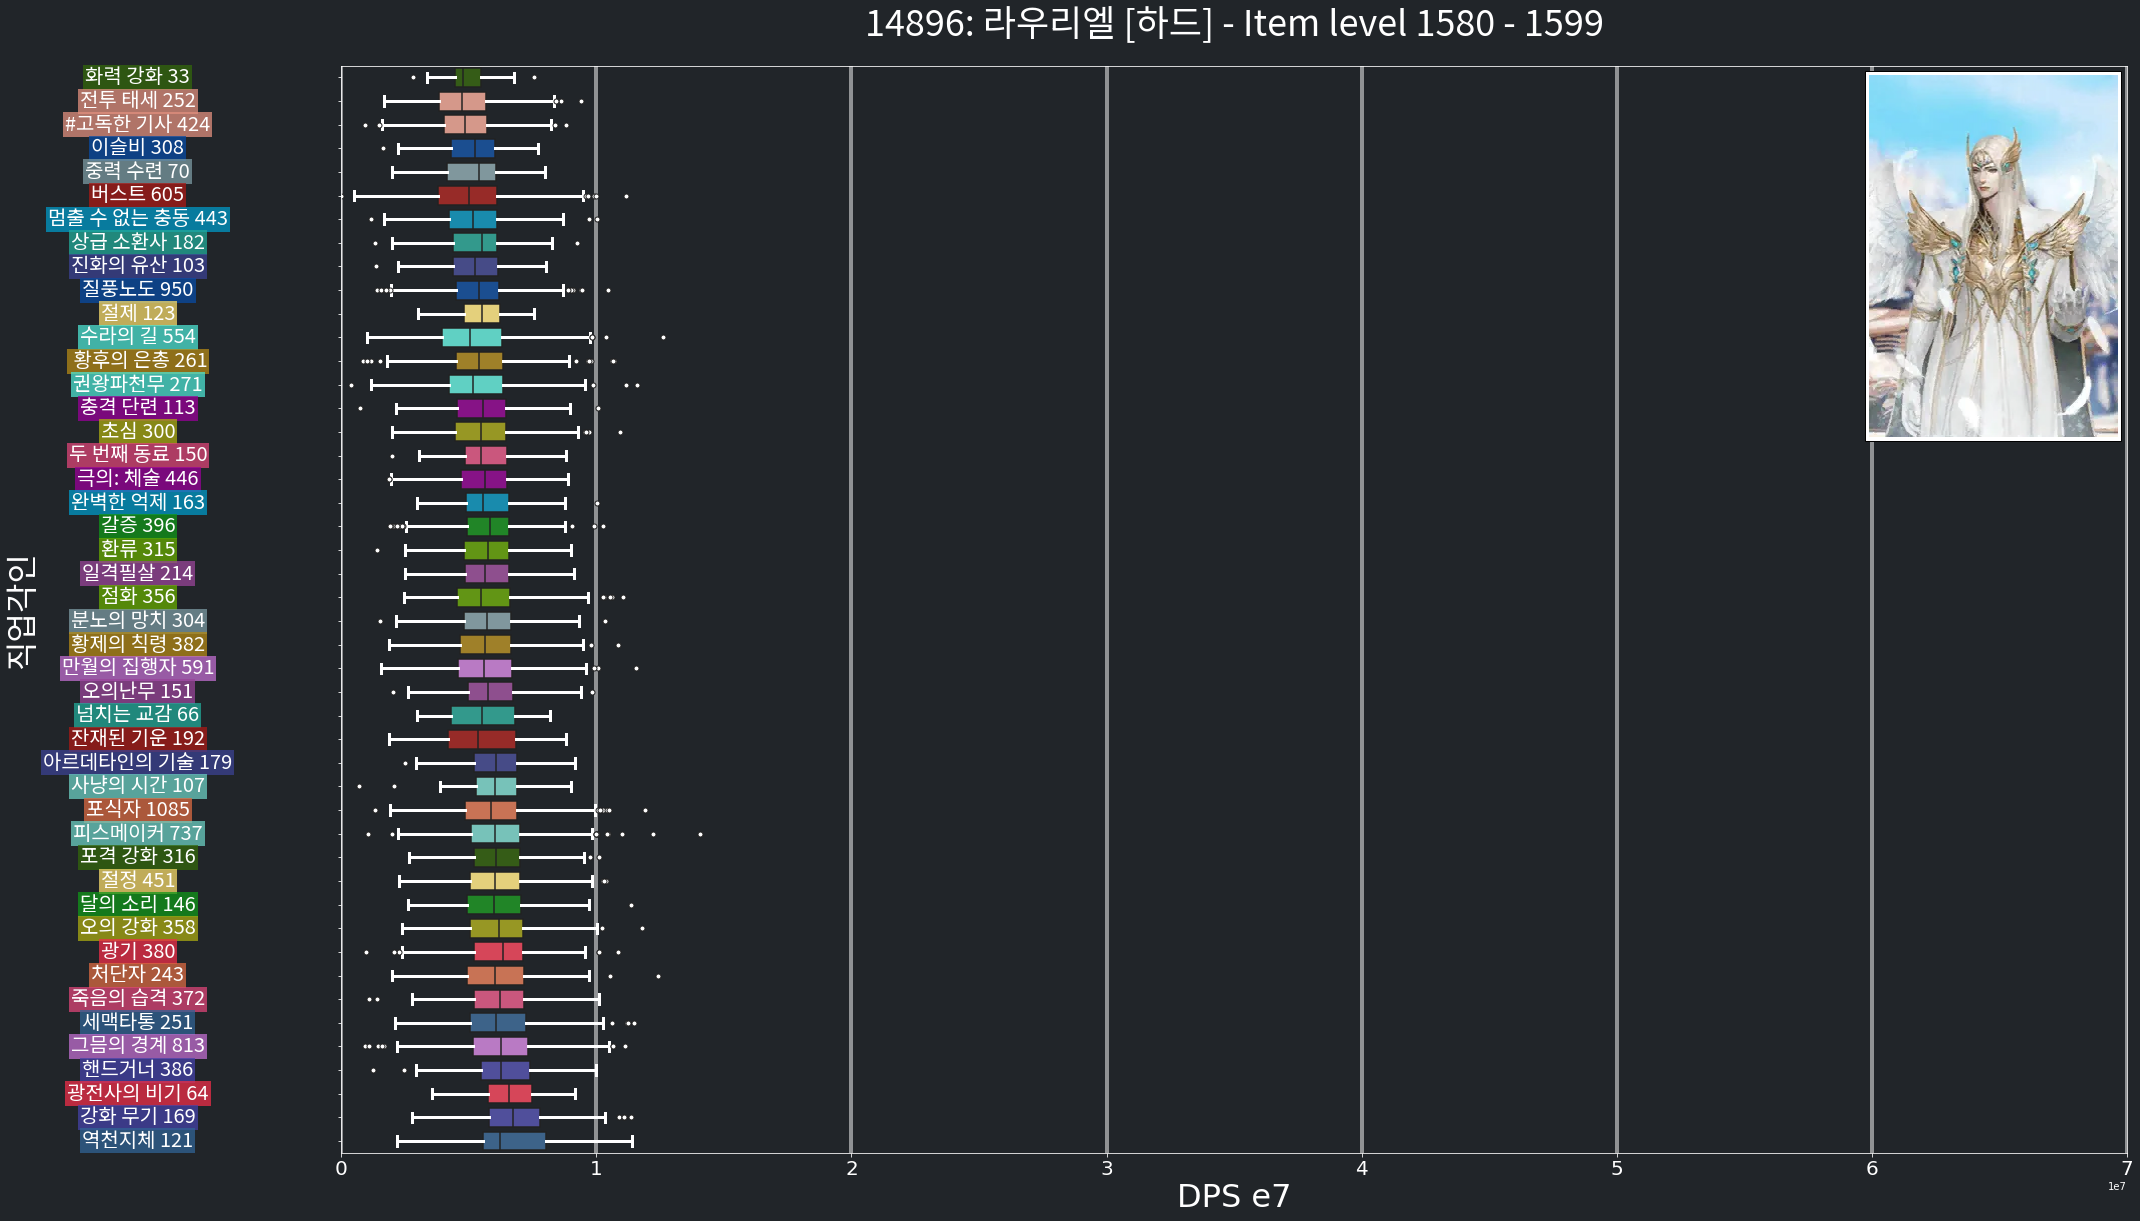 14896: 라우리엘 [하드] - Item level 1580 - 1599
화력 강화 33
전투 태세 252
#고독한 기사 424
이슬비 308
중력 수련 70
버스트 605
멈출 수 없는 충동 443
상급 소환사 182
진화의 유산 103
질풍노도 950
절제 123
수라의 길 554
황후의 은총 261
권왕파천무 271
충격 단련 113
초심 300
두 번째 동료 150
극의: 체술 446
완벽한 억제 163
갈증 396
환류 315
일격필살 214
점화 356
분노의 망치 304
황제의 칙령 382
만월의 집행자 591
오의난무 151
넘치는 교감 66
잔재된 기운 192
아르데타인의 기술 179
사냥의 시간 107
포식자 1085
피스메이커 737
포격 강화 316
절정 451
달의 소리 146
오의 강화 358
광기 380
처단자 243
죽음의 습격 372
세맥타통 251
그믐의 경계 813
핸드거너 386
광전사의 비기 64
강화 무기 169
역천지체 121
직업각인
0 1 2 3 4 5 6 7
DPS e7
1e7